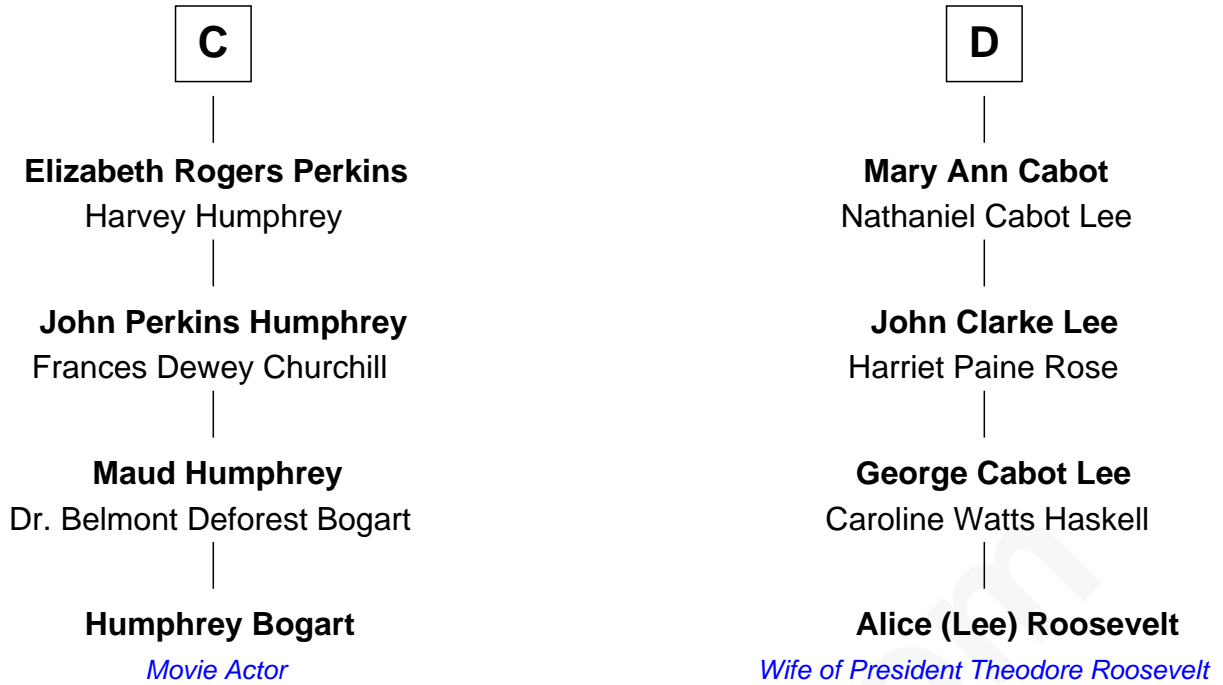 C
Elizabeth Rogers Perkins
Harvey Humphrey
John Perkins Humphrey
Frances Dewey Churchill
Maud Humphrey
Dr. Belmont Deforest Bogart
Humphrey Bogart
Movie Actor
D
Mary Ann Cabot
Nathaniel Cabot Lee
John Clarke Lee
Harriet Paine Rose
George Cabot Lee
Caroline Watts Haskell
Alice (Lee) Roosevelt
Wife of President Theodore Roosevelt